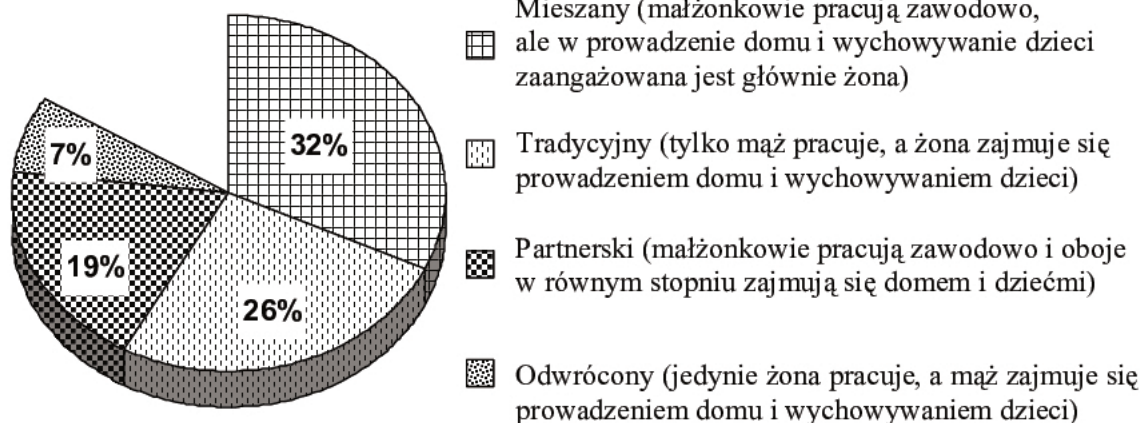 32%
7%
19%
26%
Mieszany (małżonkowie pracują zawodowo,
ale w prowadzenie domu i wychowywanie dzieci
zaangażowana jest głównie żona)
Tradycyjny (tylko mąż pracuje, a żona zajmuje się
prowadzeniem domu i wychowywaniem dzieci)
Partnerski (małżonkowie pracują zawodowo i oboje
w równym stopniu zajmują się domem i dziećmi)
Odwrócony (jedynie żona pracuje, a mąż zajmuje się
prowadzeniem domu i wychowywaniem dzieci)